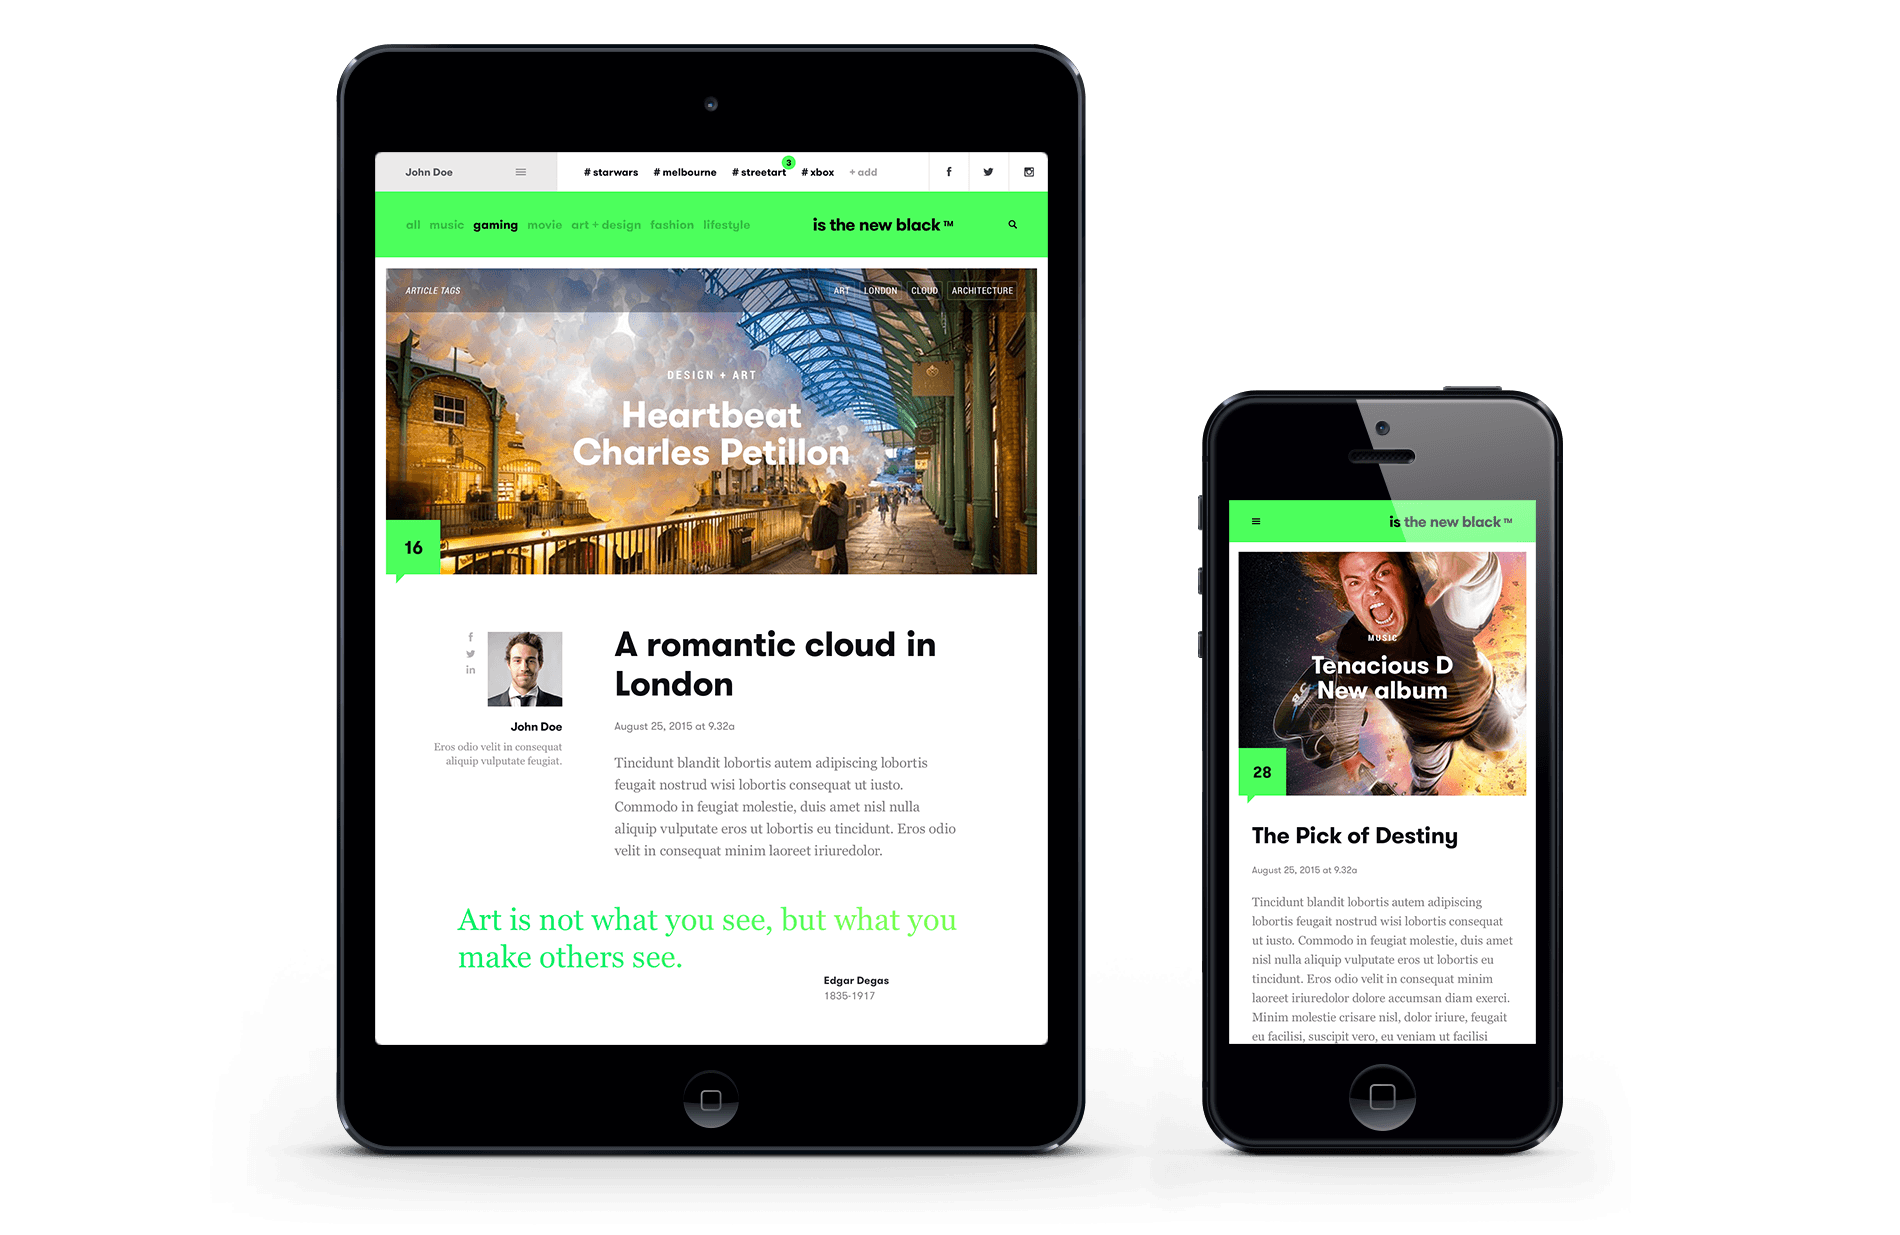 John Doe
# starwars # melbourne # streetart 3 # xbox + add
all music gaming movie art + design fashion lifestyle
is the new black ™
ARTICLE TAGS
ART LONDON CLOUD ARCHITECTURE
DESIGN + ART
Heartbeat
Charles Petillon
16
A romantic cloud in
London
August 25, 2015 at 9.32a
John Doe
Eros odio velit in consequat
aliquip vulputate feugiat.
Tincidunt blandit lobortis autem adipiscing lobortis
feugait nostrud wisi lobortis consequat ut iusto.
Commodo in feugiat molestie, duis amet nisl nulla
aliquip vulputate eros ut lobortis eu tincidunt. Eros odio
velit in consequat minim laoreet iriuredolor.
Art is not what you see, but what you
make others see.
Edgar Degas
1835-1917
is the new black ™
MUSIC
Tenacious D
New album
28
The Pick of Destiny
August 25, 2015 at 9.32a
Tincidunt blandit lobortis autem adipiscing
lobortis feugait nostrud wisi lobortis consequat
ut iusto. Commodo in feugiat molestie, duis amet
nisl nulla aliquip vulputate eros ut lobortis eu
tincidunt. Eros odio velit in consequat minim
laoreet iriuredolor dolore accumsan diam exerci.
Minim molestie crisare nisl, dolor iriure, feugait
eu facilisi, suscipit vero, eu veniam ut facilisi